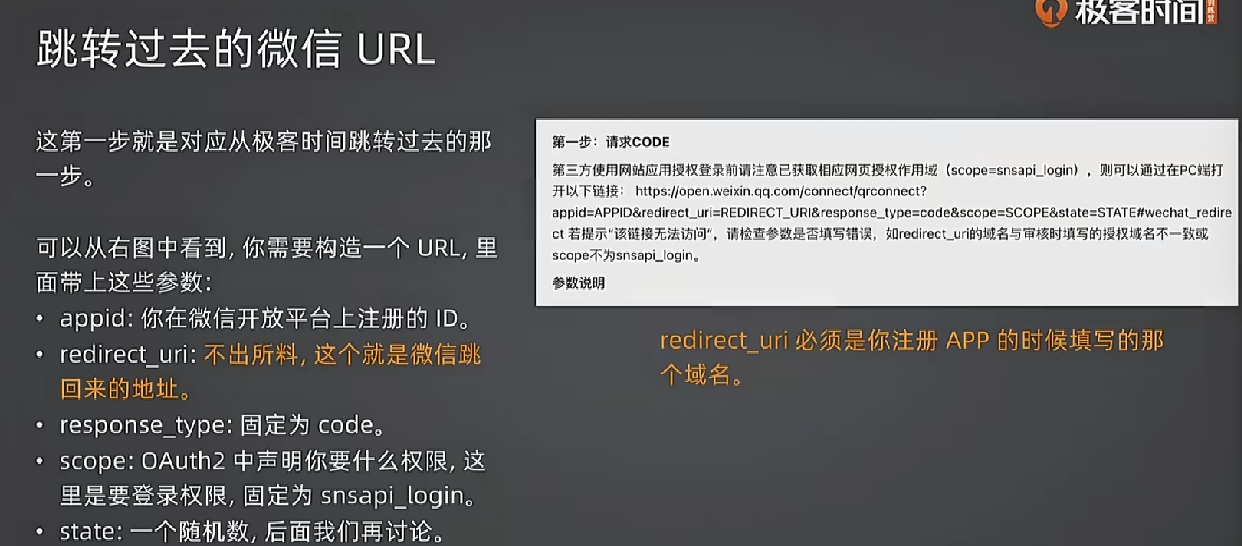 极客时间
跳转过去的微信 URL
这第一步就是对应从极客时间跳转过去的那
一步。
可以从右图中看到, 你需要构造一个 URL, 里
面带上这些参数:
• appid: 你在微信开放平台上注册的 ID。
• redirect_uri: 不出所料, 这个就是微信跳
回来的地址。
• response_type: 固定为 code。
• scope: OAuth2 中声明你要什么权限, 这
里是要登录权限, 固定为 snsapi_login。
• state: 一个随机数, 后面我们再讨论。
第一步：请求CODE
第三方使用网站应用授权登录前请注意已获取相应网页授权作用域（scope=snsapi_login），则可以通过在PC端打
开以下链接： https://open.weixin.qq.com/connect/qrconnect?
appid=APPID&redirect_uri=REDIRECT_URI&response_type=code&scope=SCOPE&state=STATE#wechat_redire
ct 若提示“该链接无法访问”，请检查参数是否填写错误，如redirect_uri的域名与审核时填写的授权域名不一致或
scope不为snsapi_login。
参数说明
redirect_uri 必须是你注册 APP 的时候填写的那
个域名。